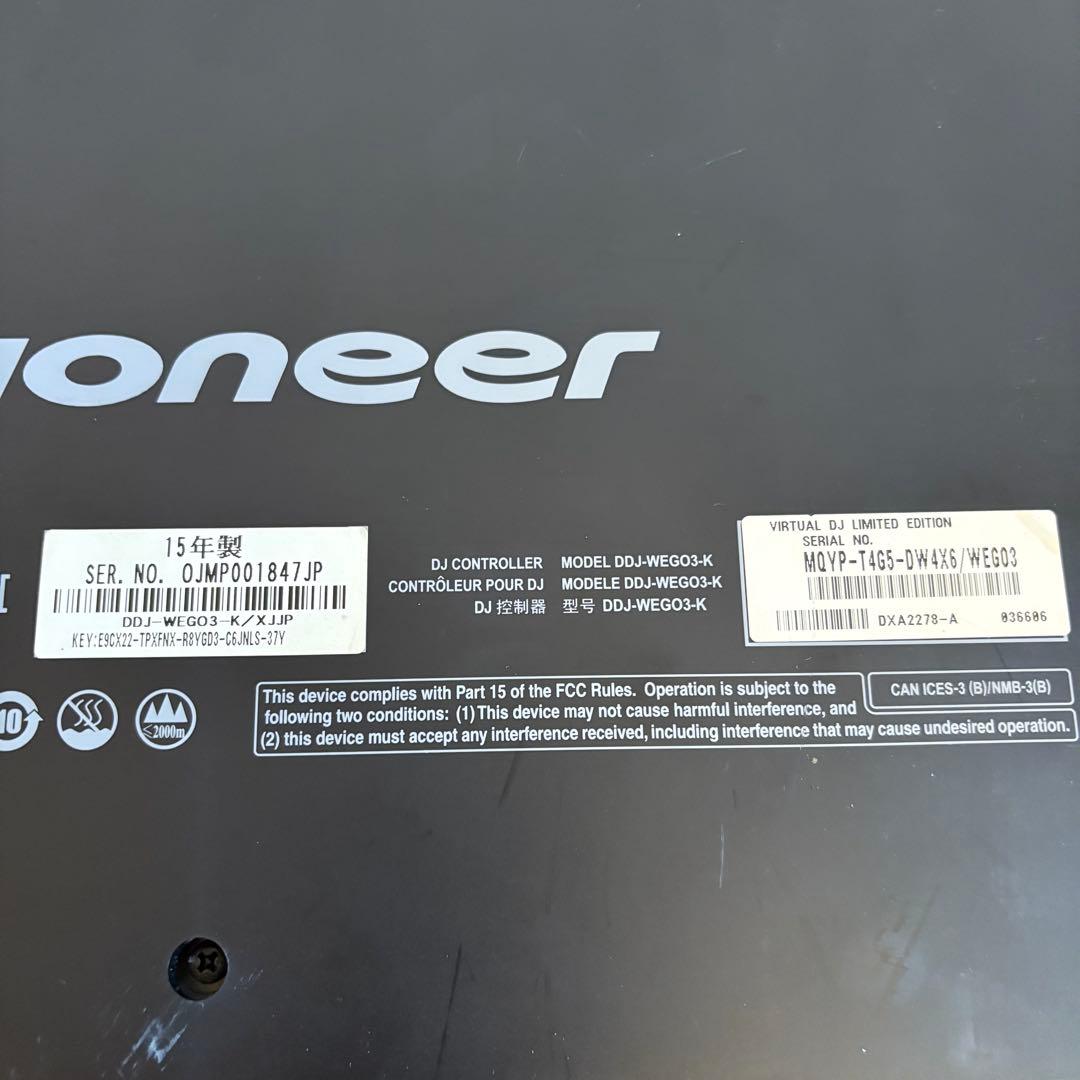 ioneer
15年製
SER. NO. OJMP001847JP
DDJ-WEGO3-K/XJJP
KEY:E9CX22-TPXFNX-R8YGD3-C6JNLS-37Y
DJ CONTROLLER MODEL DDJ-WEGO3-K
CONTRÔLEUR POUR DJ MODELE DDJ-WEGO3-K
DJ 控制器 型号 DDJ-WEGO3-K
VIRTUAL DJ LIMITED EDITION
SERIAL NO.
MQYP-T4G5-DW4X6/WEGO3
DXA2278-A 036606
10
≤2000m
This device complies with Part 15 of the FCC Rules. Operation is subject to the
following two conditions: (1) This device may not cause harmful interference, and
(2) this device must accept any interference received, including interference that may cause undesired operation.
CAN ICES-3 (B)/NMB-3(B)